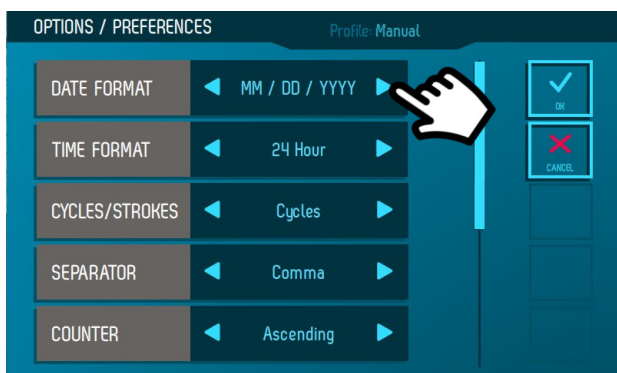 OPTIONS / PREFERENCES Profile: Manual
DATE FORMAT MM / DD / YYYY
OK
TIME FORMAT 24 Hour
CANCEL
CYCLES/STROKES Cycles
SEPARATOR Comma
COUNTER Ascending